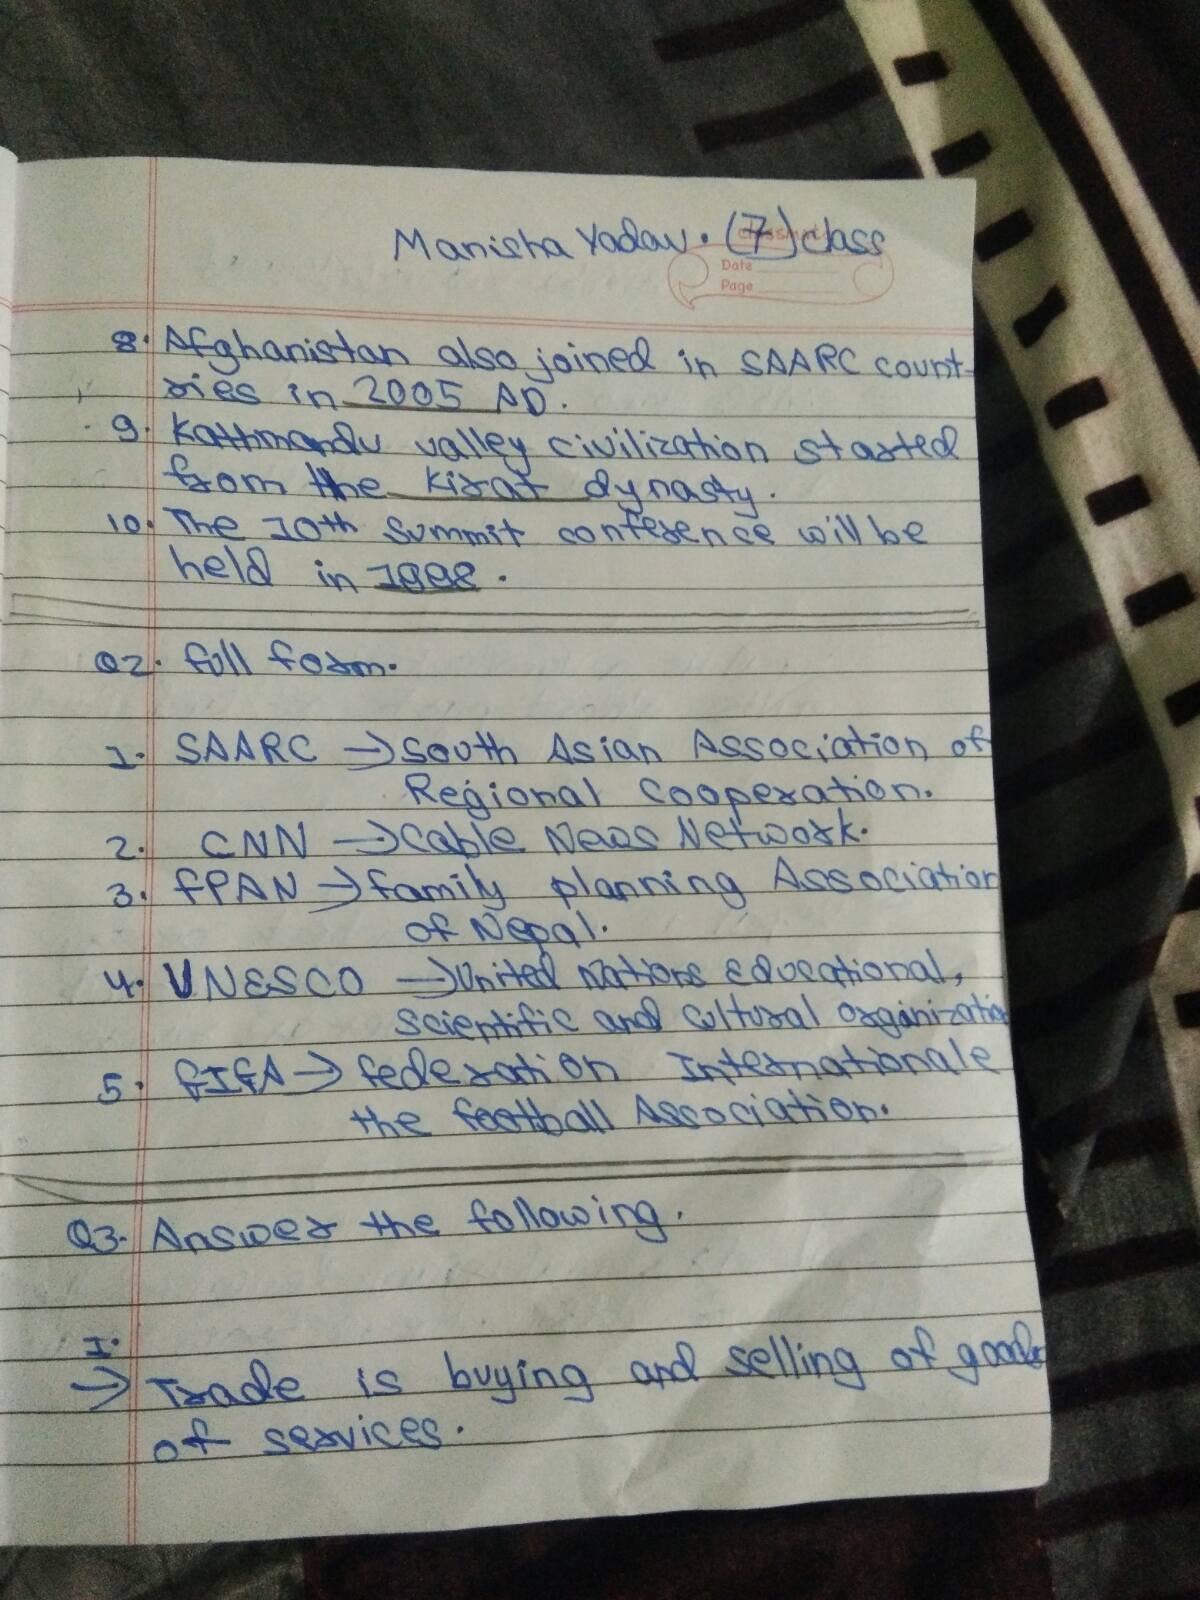 Manisha Yadav. (7) class
classmate
Date
Page
8. Afghanistan also joined in SAARC count-
ries in 2005 AD.
9. Kathmandu valley civilization started
from the Kirat dynasty.
10. The 10th Summit conference will be
held in 1998.
Q2. full form.
1. SAARC → South Asian Association of
Regional Cooperation.
2. CNN → Cable News Network.
3. FPAN → family planning Association
of Nepal.
4. UNESCO → United Nations Educational,
scientific and cultural organizatio
5. FIFA → federation Internationale
the football Association.
Q3. Answer the following.
I.
→ Trade is buying and selling of goods
of services.